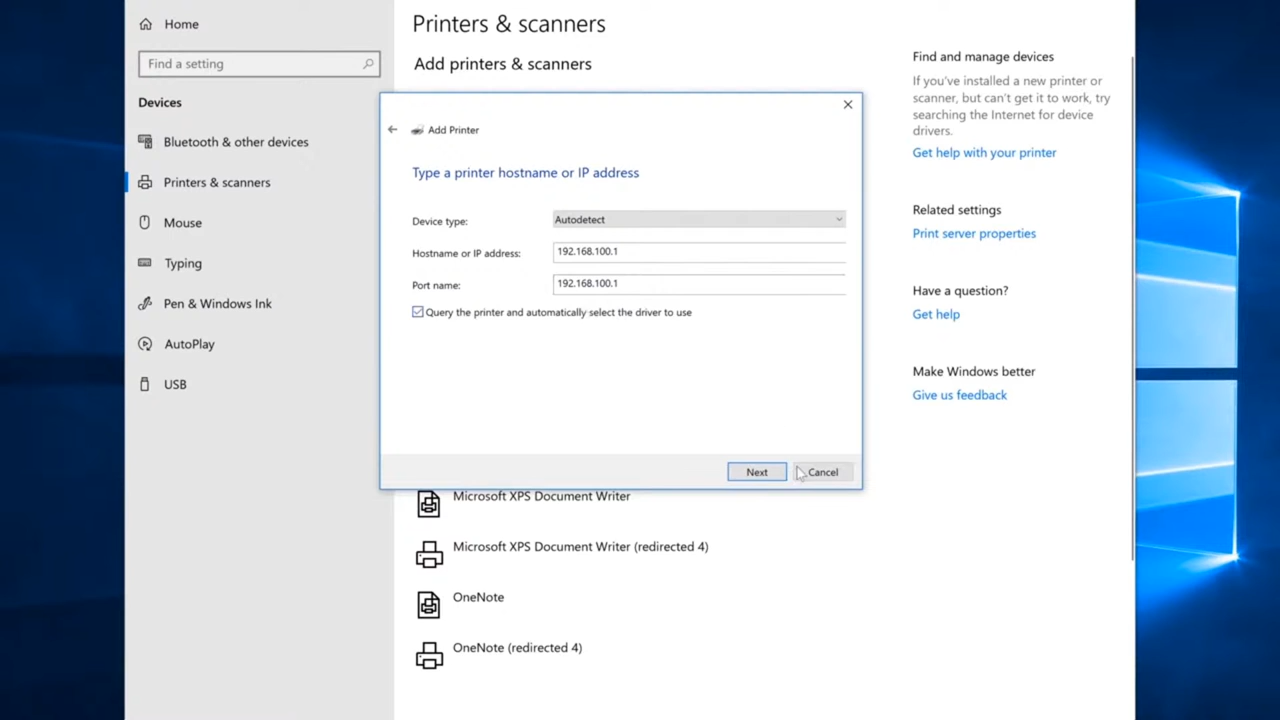 Home
Find a setting
Devices
Bluetooth & other devices
Printers & scanners
Mouse
Typing
Pen & Windows Ink
AutoPlay
USB
Printers & scanners
Add printers & scanners
Add Printer
Type a printer hostname or IP address
Device type: Autodetect
Hostname or IP address: 192.168.100.1
Port name: 192.168.100.1
Query the printer and automatically select the driver to use
Next Cancel
Microsoft XPS Document Writer
Microsoft XPS Document Writer (redirected 4)
OneNote
OneNote (redirected 4)
Find and manage devices
If you've installed a new printer or
scanner, but can't get it to work, try
searching the Internet for device
drivers.
Get help with your printer
Related settings
Print server properties
Have a question?
Get help
Make Windows better
Give us feedback